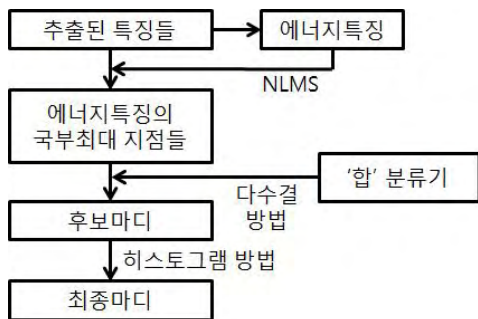 추출된 특징들
에너지특징
NLMS
에너지특징의
국부최대 지점들
'합' 분류기
다수결
방법
후보마디
히스토그램 방법
최종마디